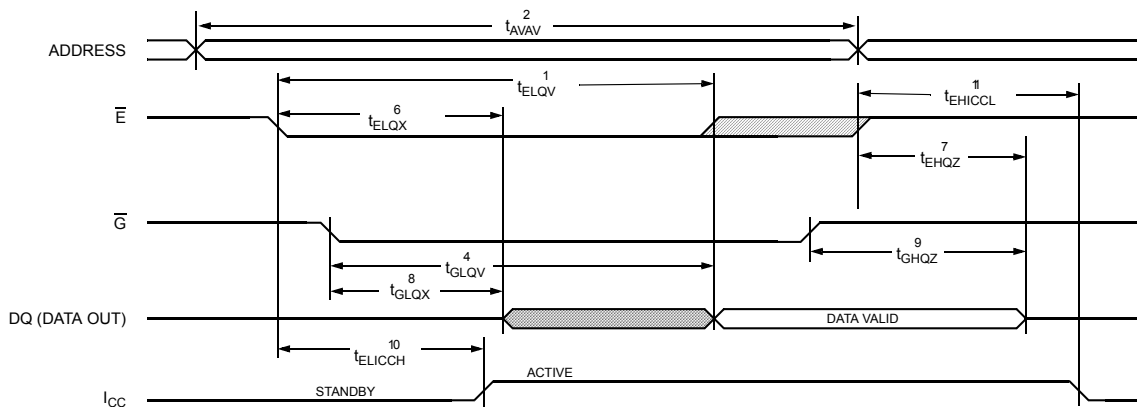 2
tAVAV
ADDRESS
1
tELQV
11
tEHICCL
E
6
tELQX
7
tEHQZ
G
9
tGHQZ
4
tGLQV
8
tGLQX
DQ (DATA OUT)
DATA VALID
10
tELICCH
ACTIVE
STANDBY
ICC